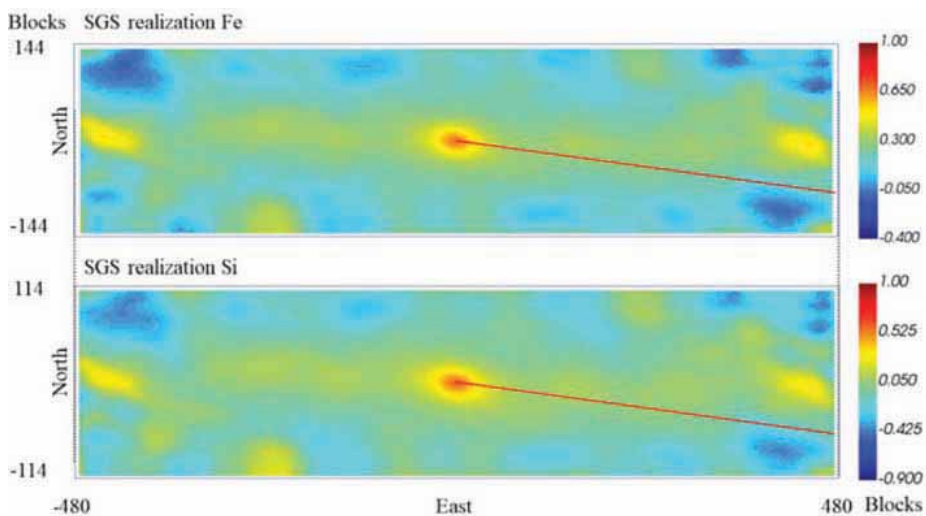 Blocks SGS realization Fe
144
North
-144
1.00
0.650
0.300
-0.050
-0.400
SGS realization Si
114
North
-114
1.00
0.525
0.050
-0.425
-0.900
-480 East 480 Blocks